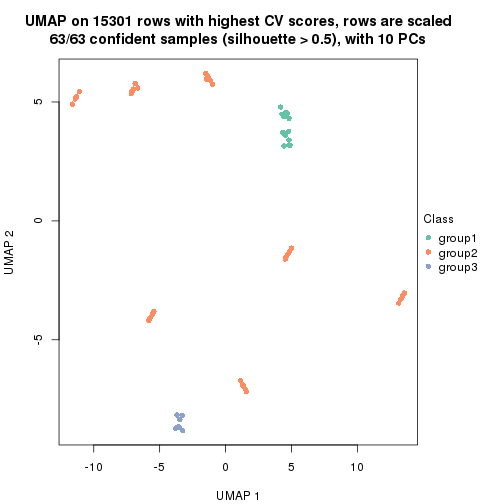 UMAP on 15301 rows with highest CV scores, rows are scaled
63/63 confident samples (silhouette > 0.5), with 10 PCs
5
0
-5
UMAP 2
-10
-5
0
5
10
UMAP 1
Class
group1
group2
group3